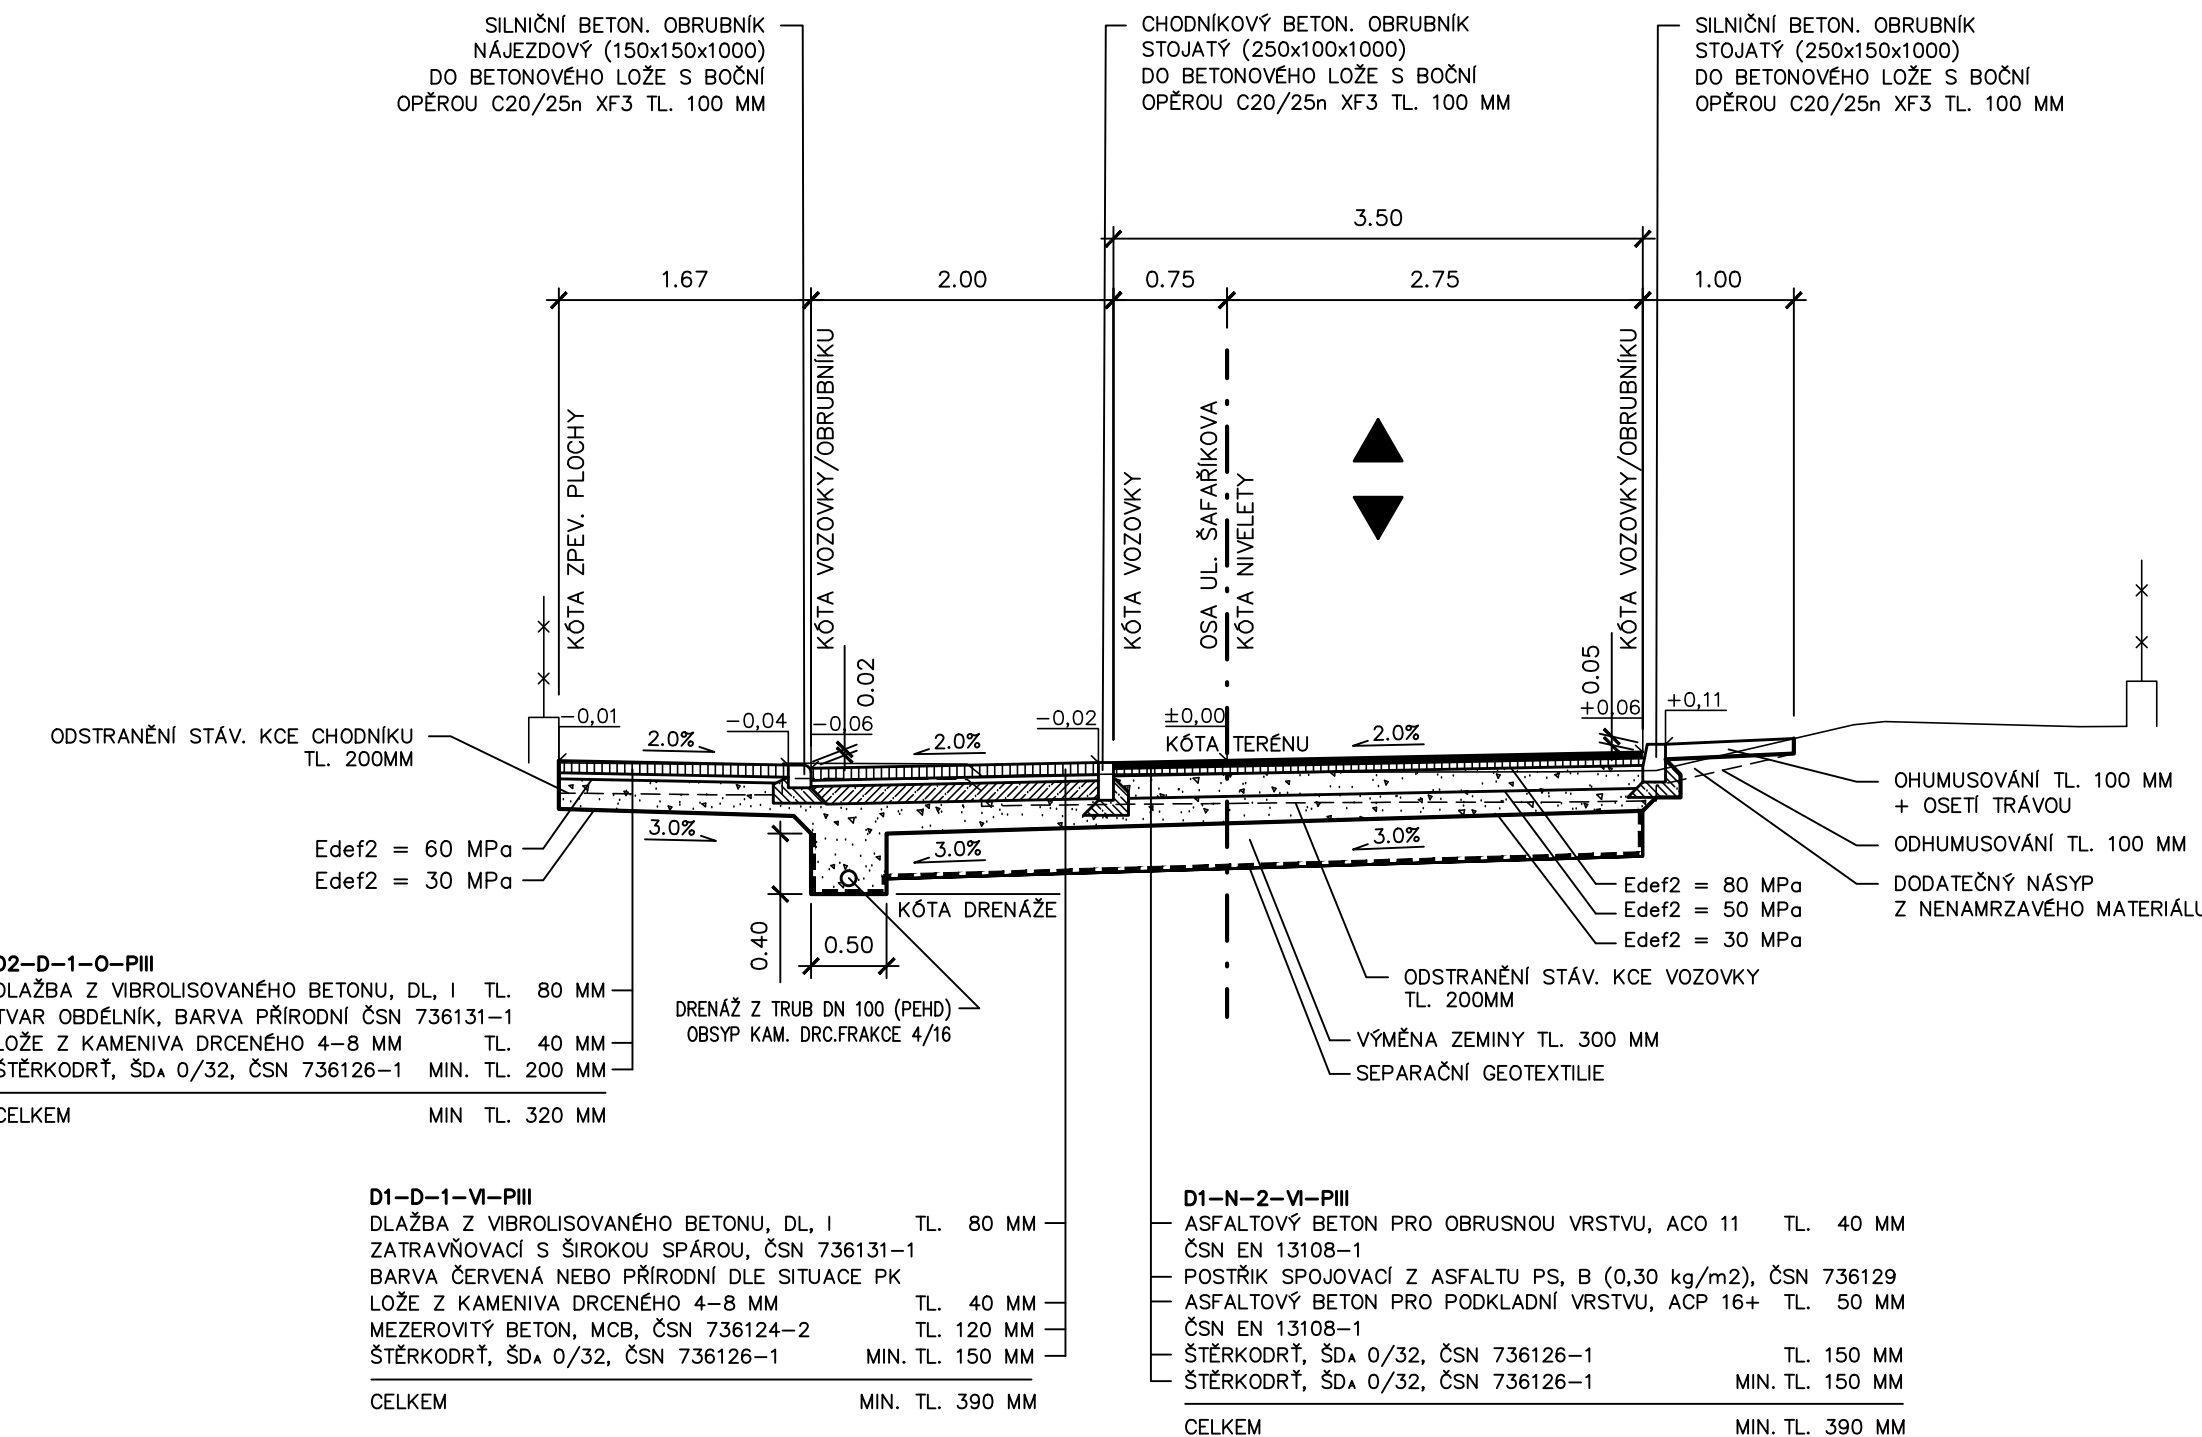 SILNIČNÍ BETON. OBRUBNÍK
NÁJEZDOVÝ (150x150x1000)
DO BETONOVÉHO LOŽE S BOČNÍ
OPĚROU C20/25n XF3 TL. 100 MM
CHODNÍKOVÝ BETON. OBRUBNÍK
STOJATÝ (250x100x1000)
DO BETONOVÉHO LOŽE S BOČNÍ
OPĚROU C20/25n XF3 TL. 100 MM
SILNIČNÍ BETON. OBRUBNÍK
STOJATÝ (250x150x1000)
DO BETONOVÉHO LOŽE S BOČNÍ
OPĚROU C20/25n XF3 TL. 100 MM
3.50
1.67
2.00
0.75
2.75
1.00
KÓTA ZPEV. PLOCHY
KÓTA VOZOVKY/OBRUBNÍKU
KÓTA VOZOVKY
OSA UL. ŠAFAŘÍKOVA
KÓTA NIVELETY
KÓTA VOZOVKY/OBRUBNÍKU
0.02
0.05
−0,01
−0,04
−0,06
−0,02
±0,00
+0,06
+0,11
KÓTA TERÉNU
2.0%
2.0%
2.0%
3.0%
3.0%
3.0%
ODSTRANĚNÍ STÁV. KCE CHODNÍKU
TL. 200MM
Edef2 = 60 MPa
Edef2 = 30 MPa
OHUMUSOVÁNÍ TL. 100 MM
+ OSETÍ TRÁVOU
ODHUMUSOVÁNÍ TL. 100 MM
DODATEČNÝ NÁSYP
Z NENAMRZAVÉHO MATERIÁLU
Edef2 = 80 MPa
Edef2 = 50 MPa
Edef2 = 30 MPa
KÓTA DRENÁŽE
0.40
0.50
DRENÁŽ Z TRUB DN 100 (PEHD)
OBSYP KAM. DRC.FRAKCE 4/16
ODSTRANĚNÍ STÁV. KCE VOZOVKY
TL. 200MM
VÝMĚNA ZEMINY TL. 300 MM
SEPARAČNÍ GEOTEXTILIE
D2−D−1−O−PIII
DLAŽBA Z VIBROLISOVANÉHO BETONU, DL, I TL. 80 MM
TVAR OBDÉLNÍK, BARVA PŘÍRODNÍ ČSN 736131−1
LOŽE Z KAMENIVA DRCENÉHO 4−8 MM TL. 40 MM
ŠTĚRKODRŤ, ŠDA 0/32, ČSN 736126−1 MIN. TL. 200 MM
CELKEM MIN TL. 320 MM
D1−D−1−VI−PIII
DLAŽBA Z VIBROLISOVANÉHO BETONU, DL, I TL. 80 MM
ZATRAVŇOVACÍ S ŠIROKOU SPÁROU, ČSN 736131−1
BARVA ČERVENÁ NEBO PŘÍRODNÍ DLE SITUACE PK
LOŽE Z KAMENIVA DRCENÉHO 4−8 MM TL. 40 MM
MEZEROVITÝ BETON, MCB, ČSN 736124−2 TL. 120 MM
ŠTĚRKODRŤ, ŠDA 0/32, ČSN 736126−1 MIN. TL. 150 MM
CELKEM MIN. TL. 390 MM
D1−N−2−VI−PIII
ASFALTOVÝ BETON PRO OBRUSNOU VRSTVU, ACO 11 TL. 40 MM
ČSN EN 13108−1
POSTŘIK SPOJOVACÍ Z ASFALTU PS, B (0,30 kg/m2), ČSN 736129
ASFALTOVÝ BETON PRO PODKLADNÍ VRSTVU, ACP 16+ TL. 50 MM
ČSN EN 13108−1
ŠTĚRKODRŤ, ŠDA 0/32, ČSN 736126−1 TL. 150 MM
ŠTĚRKODRŤ, ŠDA 0/32, ČSN 736126−1 MIN. TL. 150 MM
CELKEM MIN. TL. 390 MM